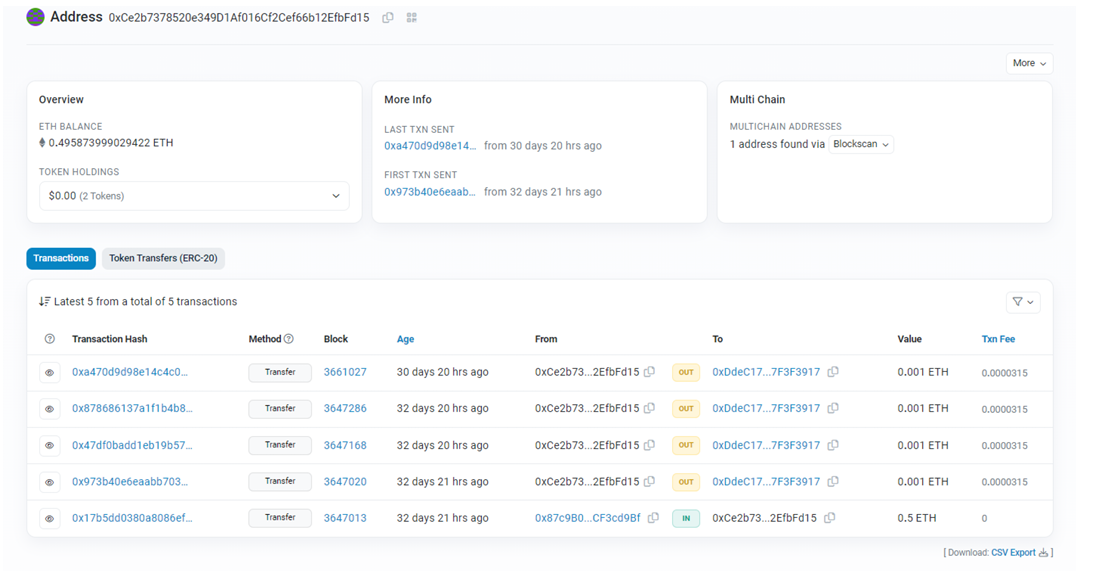 Address 0xCe2b7378520e349D1Af016Cf2Cef66b12EfbFd15
More
Overview
ETH BALANCE
0.495873999029422 ETH
TOKEN HOLDINGS
$0.00 (2 Tokens)
More Info
LAST TXN SENT
0xa470d9d98e14... from 30 days 20 hrs ago
FIRST TXN SENT
0x973b40e6eaab... from 32 days 21 hrs ago
Multi Chain
MULTICHAIN ADDRESSES
1 address found via Blockscan
Transactions Token Transfers (ERC-20)
Latest 5 from a total of 5 transactions
Transaction Hash Method Block Age From To Value Txn Fee
0xa470d9d98e14c4c0... Transfer 3661027 30 days 20 hrs ago 0xCe2b73...2EfbFd15 OUT 0xDdeC17...7F3F3917 0.001 ETH 0.0000315
0x878686137a1f1b4b8... Transfer 3647286 32 days 20 hrs ago 0xCe2b73...2EfbFd15 OUT 0xDdeC17...7F3F3917 0.001 ETH 0.0000315
0x47df0badd1eb19b57... Transfer 3647168 32 days 20 hrs ago 0xCe2b73...2EfbFd15 OUT 0xDdeC17...7F3F3917 0.001 ETH 0.0000315
0x973b40e6eaabb703... Transfer 3647020 32 days 21 hrs ago 0xCe2b73...2EfbFd15 OUT 0xDdeC17...7F3F3917 0.001 ETH 0.0000315
0x17b5dd0380a8086ef... Transfer 3647013 32 days 21 hrs ago 0x87c9B0...CF3cd9Bf IN 0xCe2b73...2EfbFd15 0.5 ETH 0
[ Download: CSV Export ]